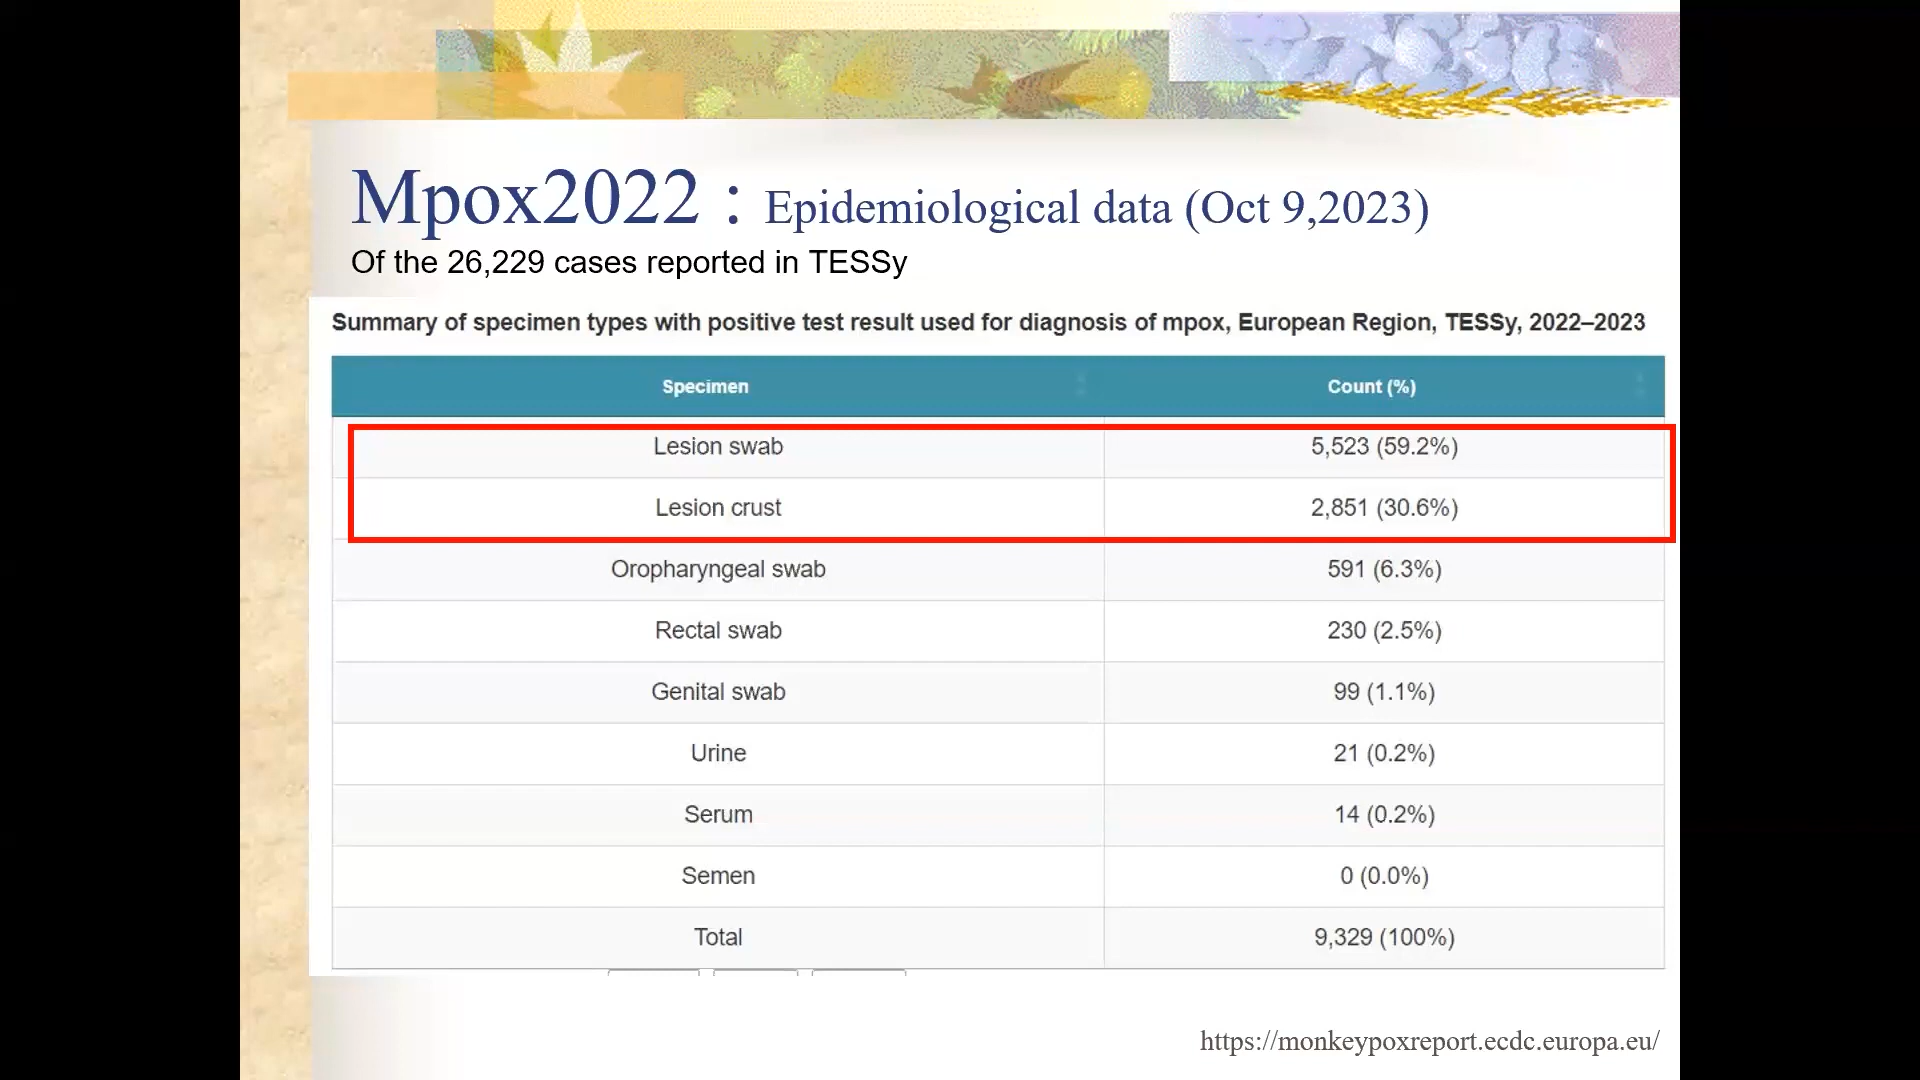 Mpox2022 : Epidemiological data (Oct 9,2023)
Of the 26,229 cases reported in TESSy
Summary of specimen types with positive test result used for diagnosis of mpox, European Region, TESSy, 2022–2023
Specimen Count (%)
Lesion swab 5,523 (59.2%)
Lesion crust 2,851 (30.6%)
Oropharyngeal swab 591 (6.3%)
Rectal swab 230 (2.5%)
Genital swab 99 (1.1%)
Urine 21 (0.2%)
Serum 14 (0.2%)
Semen 0 (0.0%)
Total 9,329 (100%)
https://monkeypoxreport.ecdc.europa.eu/